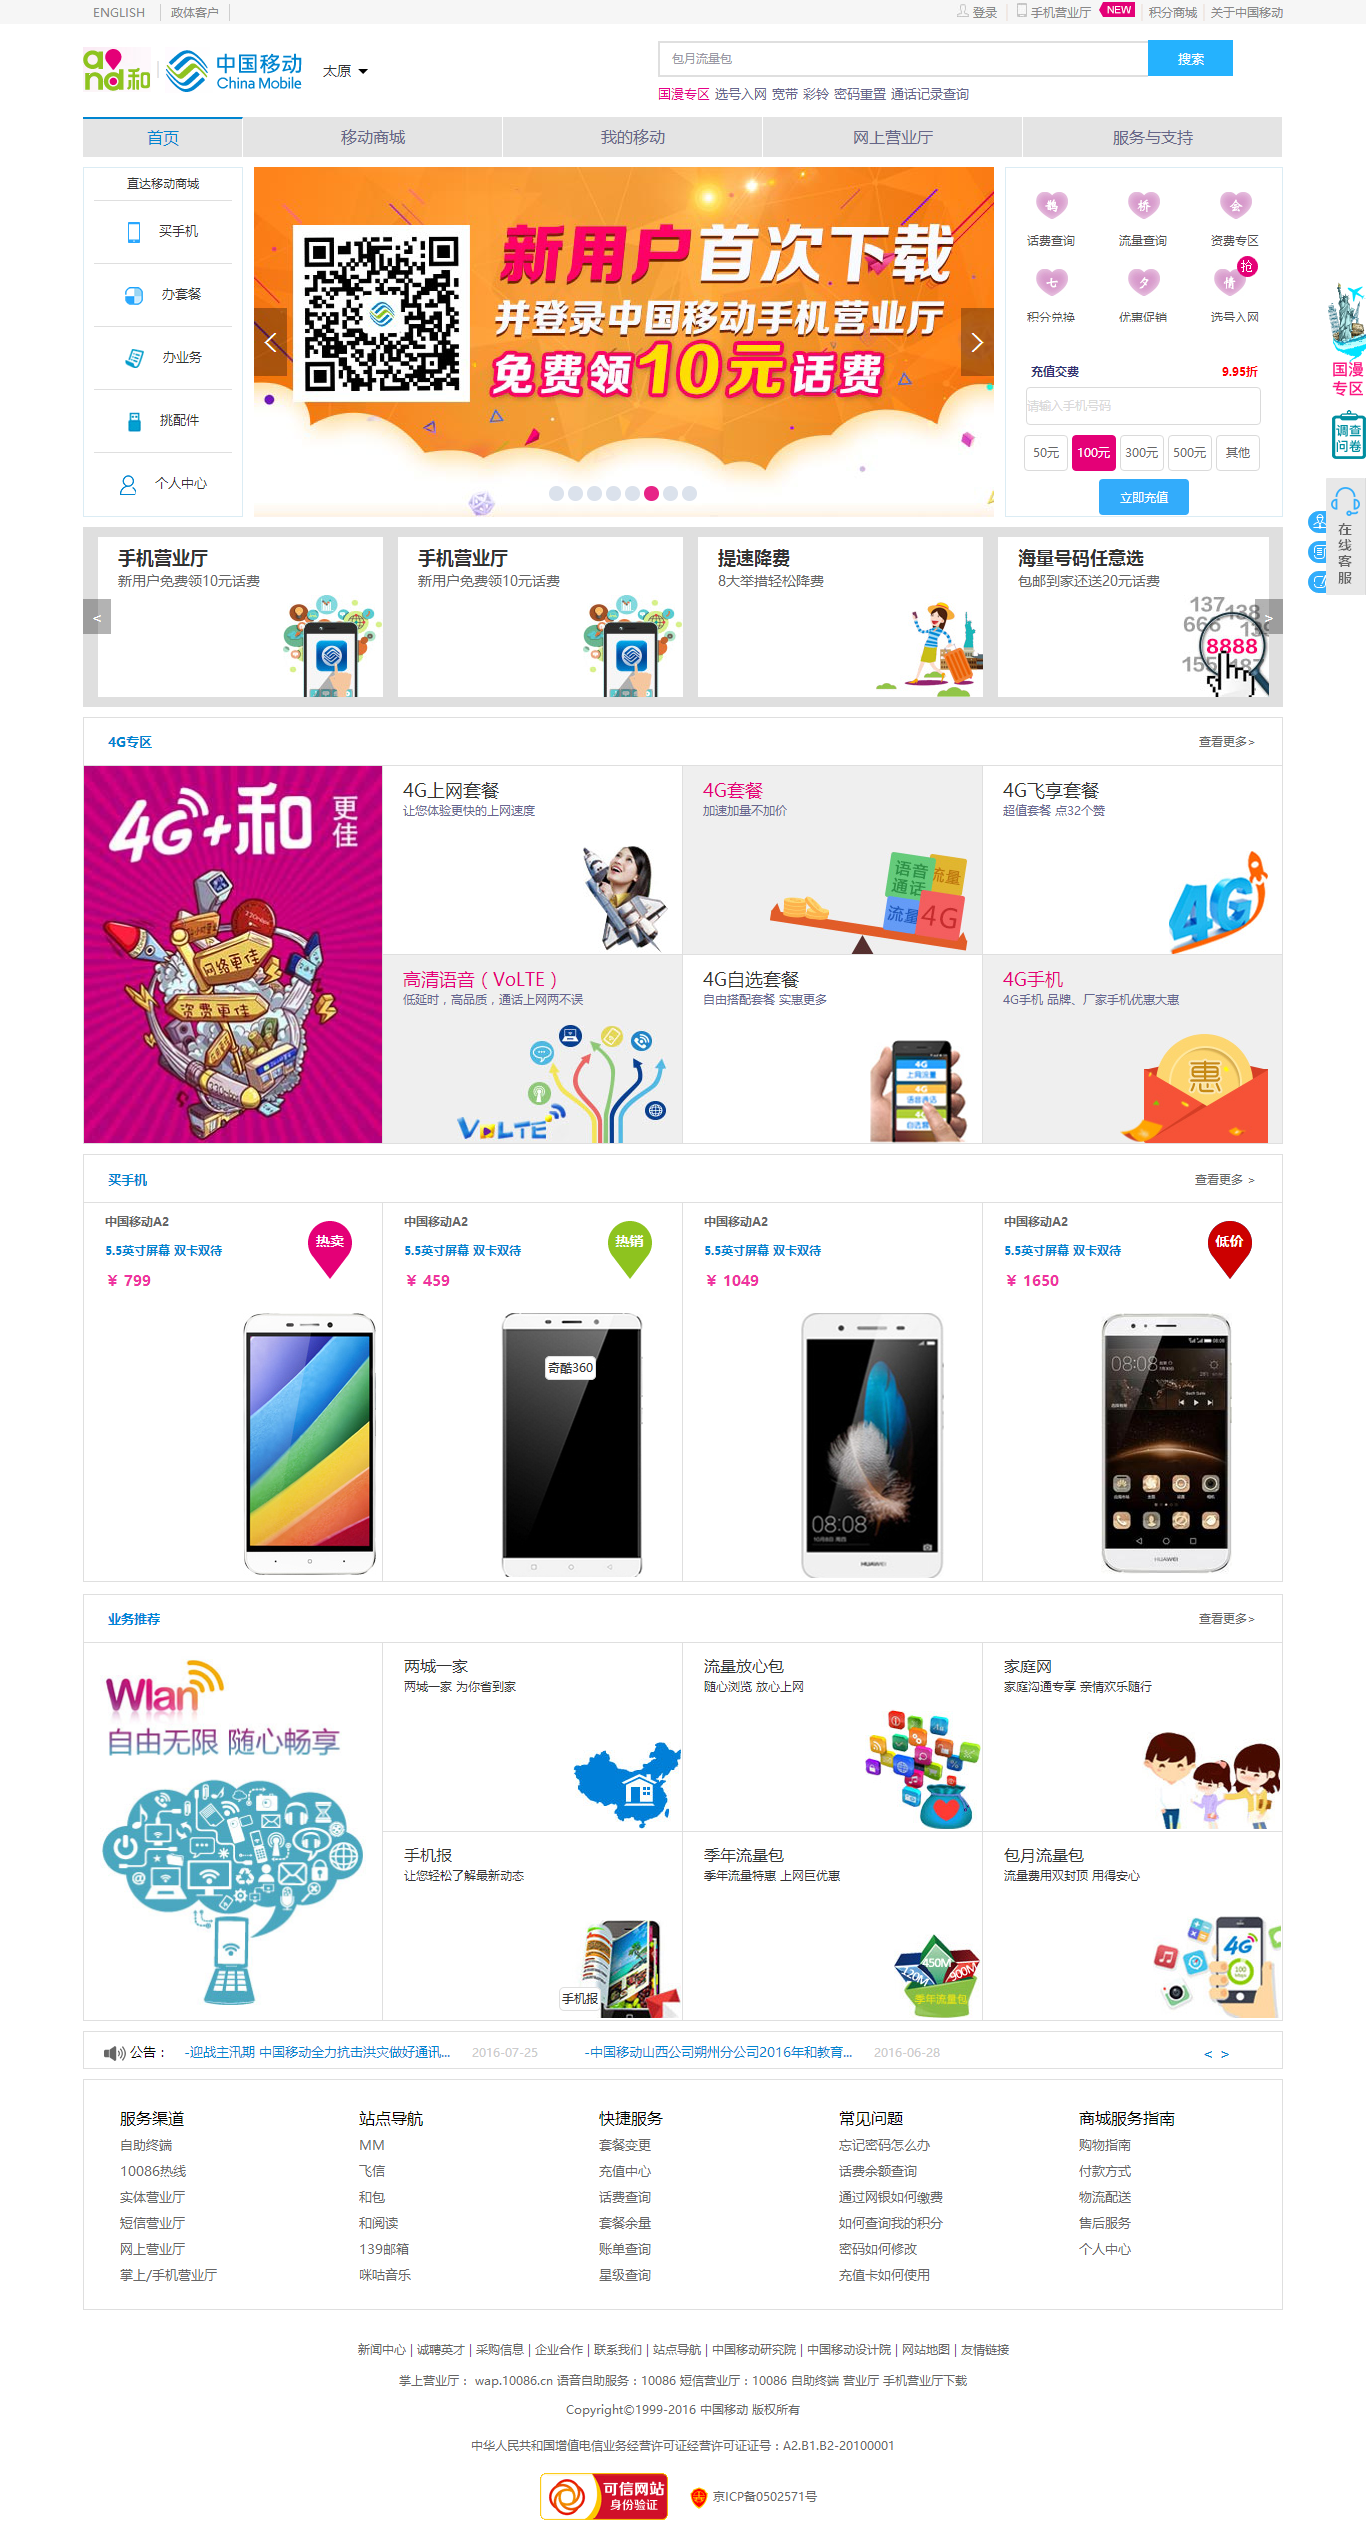 ENGLISH 政体客户 登录 手机营业厅 NEW 积分商城 关于中国移动
and和 中国移动 China Mobile 太原
包月流量包 搜索
国漫专区 选号入网 宽带 彩铃 密码重置 通话记录查询
首页 移动商城 我的移动 网上营业厅 服务与支持
直达移动商城
买手机
办套餐
办业务
挑配件
个人中心
新用户首次下载
并登录中国移动手机营业厅
免费领10元话费
鹊 桥 会
话费查询 流量查询 资费专区
七 夕 情 抢
积分兑换 优惠促销 选号入网
充值交费 9.95折
请输入手机号码
50元 100元 300元 500元 其他
立即充值
国漫
专区
调查
问卷
在线客服
手机营业厅
新用户免费领10元话费
手机营业厅
新用户免费领10元话费
提速降费
8大举措轻松降费
海量号码任意选
包邮到家还送20元话费
137
138
666
8888
155
187
< >
4G专区 查看更多>
4G+和 更佳
网络更佳
资费更佳
4G上网套餐
让您体验更快的上网速度
4G套餐
加速加量不加价
语音通话 流量
流量 4G
4G飞享套餐
超值套餐 点32个赞
4G
高清语音（VoLTE）
低延时，高品质，通话上网两不误
VoLTE
4G自选套餐
自由搭配套餐 实惠更多
4G
上网流量
4G
语音通话
4G
自选套
4G手机
4G手机 品牌、厂家手机优惠大惠
惠
买手机 查看更多 >
中国移动A2
5.5英寸屏幕 双卡双待
¥ 799
热卖
中国移动A2
5.5英寸屏幕 双卡双待
¥ 459
热销
奇酷360
中国移动A2
5.5英寸屏幕 双卡双待
¥ 1049
08:08
HUAWEI
中国移动A2
5.5英寸屏幕 双卡双待
¥ 1650
低价
08:08
HUAWEI
业务推荐 查看更多>
Wlan
自由无限 随心畅享
两城一家
两城一家 为你省到家
流量放心包
随心浏览 放心上网
家庭网
家庭沟通专享 亲情欢乐随行
手机报
让您轻松了解最新动态
手机报
季年流量包
季年流量特惠 上网巨优惠
120M 450M 900M
季年流量包
包月流量包
流量费用双封顶 用得安心
4G
100
公告： -迎战主汛期 中国移动全力抗击洪灾做好通讯... 2016-07-25 -中国移动山西公司朔州分公司2016年和教育... 2016-06-28 < >
服务渠道 站点导航 快捷服务 常见问题 商城服务指南
自助终端 MM 套餐变更 忘记密码怎么办 购物指南
10086热线 飞信 充值中心 话费余额查询 付款方式
实体营业厅 和包 话费查询 通过网银如何缴费 物流配送
短信营业厅 和阅读 套餐余量 如何查询我的积分 售后服务
网上营业厅 139邮箱 账单查询 密码如何修改 个人中心
掌上/手机营业厅 咪咕音乐 星级查询 充值卡如何使用
新闻中心 | 诚聘英才 | 采购信息 | 企业合作 | 联系我们 | 站点导航 | 中国移动研究院 | 中国移动设计院 | 网站地图 | 友情链接
掌上营业厅： wap.10086.cn 语音自助服务：10086 短信营业厅：10086 自助终端 营业厅 手机营业厅下载
Copyright©1999-2016 中国移动 版权所有
中华人民共和国增值电信业务经营许可证经营许可证证号：A2.B1.B2-20100001
可信网站
身份验证
京ICP备0502571号